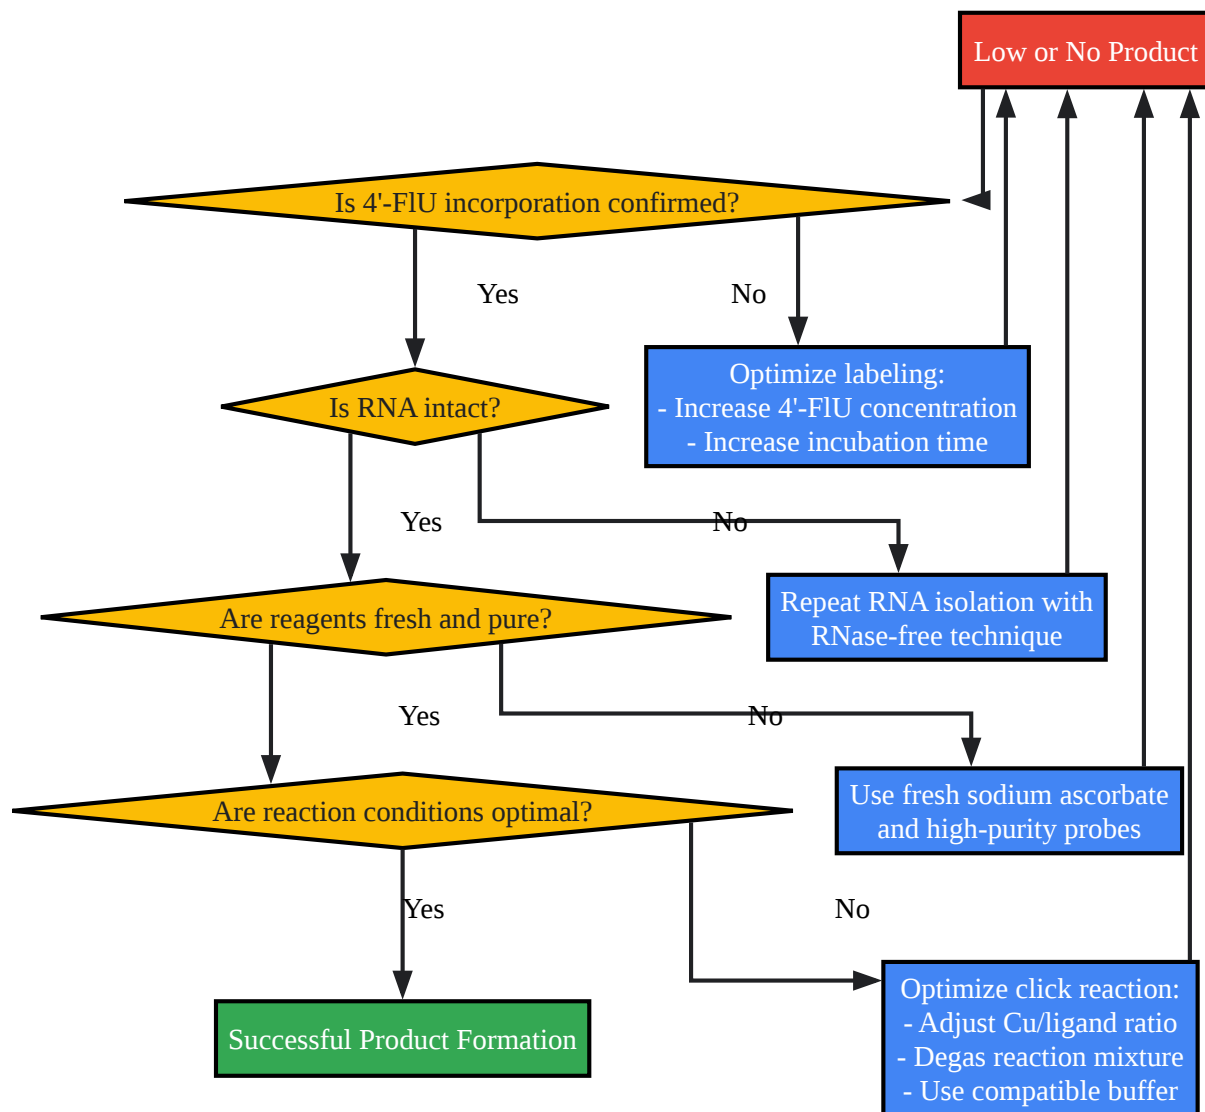 Low or No Product
Is 4'-FlU incorporation confirmed?
Yes
No
Optimize labeling:
- Increase 4'-FlU concentration
- Increase incubation time
Is RNA intact?
Yes
No
Repeat RNA isolation with
RNase-free technique
Are reagents fresh and pure?
Yes
No
Use fresh sodium ascorbate
and high-purity probes
Are reaction conditions optimal?
Yes
No
Optimize click reaction:
- Adjust Cu/ligand ratio
- Degas reaction mixture
- Use compatible buffer
Successful Product Formation